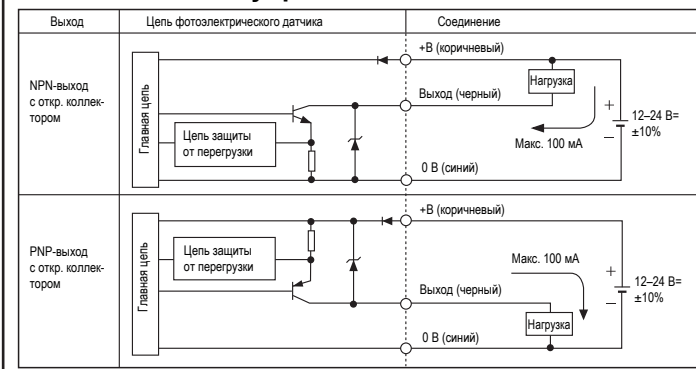 Выход
Цепь фотоэлектрического датчика
Соединение
NPN-выход
с откр. коллек-
тором
Главная цепь
Цепь защиты
от перегрузки
+В (коричневый)
Выход (черный)
0 В (синий)
Нагрузка
Макс. 100 мА
+
–
12–24 В=
±10%
PNP-выход
с откр. коллек-
тором
Главная цепь
Цепь защиты
от перегрузки
+В (коричневый)
Выход (черный)
0 В (синий)
Макс. 100 мА
Нагрузка
+
–
12–24 В=
±10%